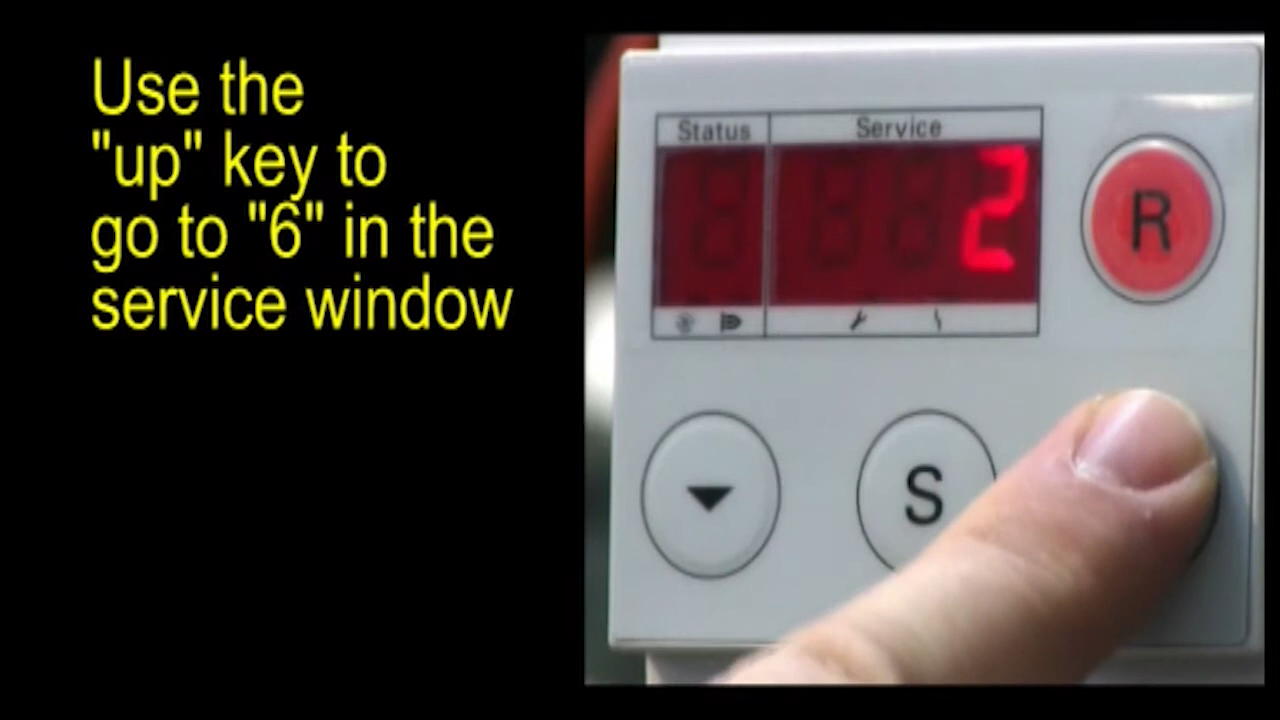 Use the
"up" key to
go to "6" in the
service window
Status Service
2
R
S